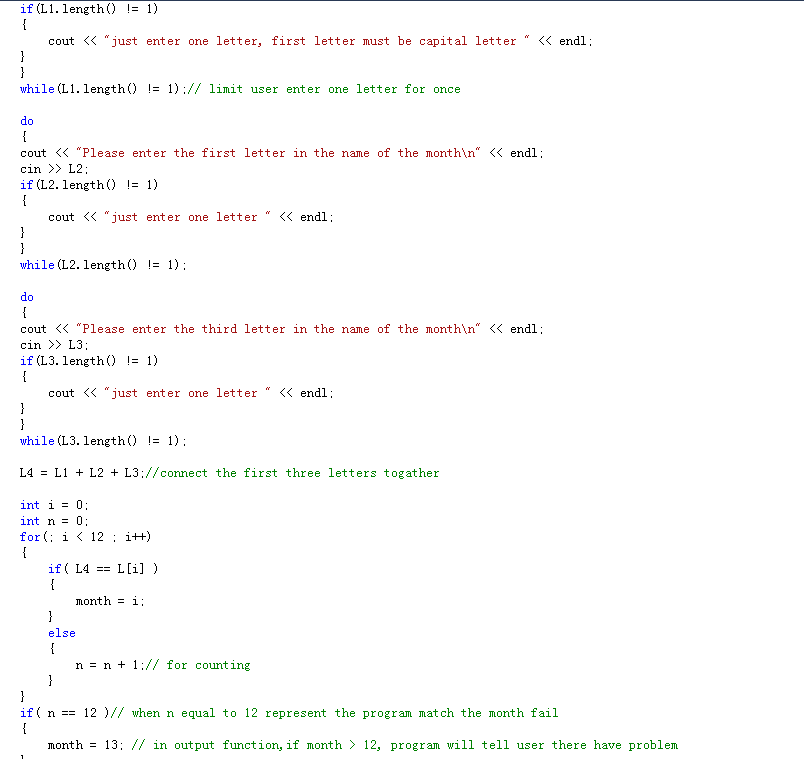 if(L1.length() != 1)
{
cout << "just enter one letter, first letter must be capital letter " << endl;
}
}
while(L1.length() != 1);// limit user enter one letter for once
do
{
cout << "Please enter the first letter in the name of the month\n" << endl;
cin >> L2;
if(L2.length() != 1)
{
cout << "just enter one letter " << endl;
}
}
while(L2.length() != 1);
do
{
cout << "Please enter the third letter in the name of the month\n" << endl;
cin >> L3;
if(L3.length() != 1)
{
cout << "just enter one letter " << endl;
}
}
while(L3.length() != 1);
L4 = L1 + L2 + L3;//connect the first three letters togather
int i = 0;
int n = 0;
for(; i < 12 ; i++)
{
if( L4 == L[i] )
{
month = i;
}
else
{
n = n + 1;// for counting
}
}
if( n == 12 )// when n equal to 12 represent the program match the month fail
{
month = 13; // in output function,if month > 12, program will tell user there have problem
}